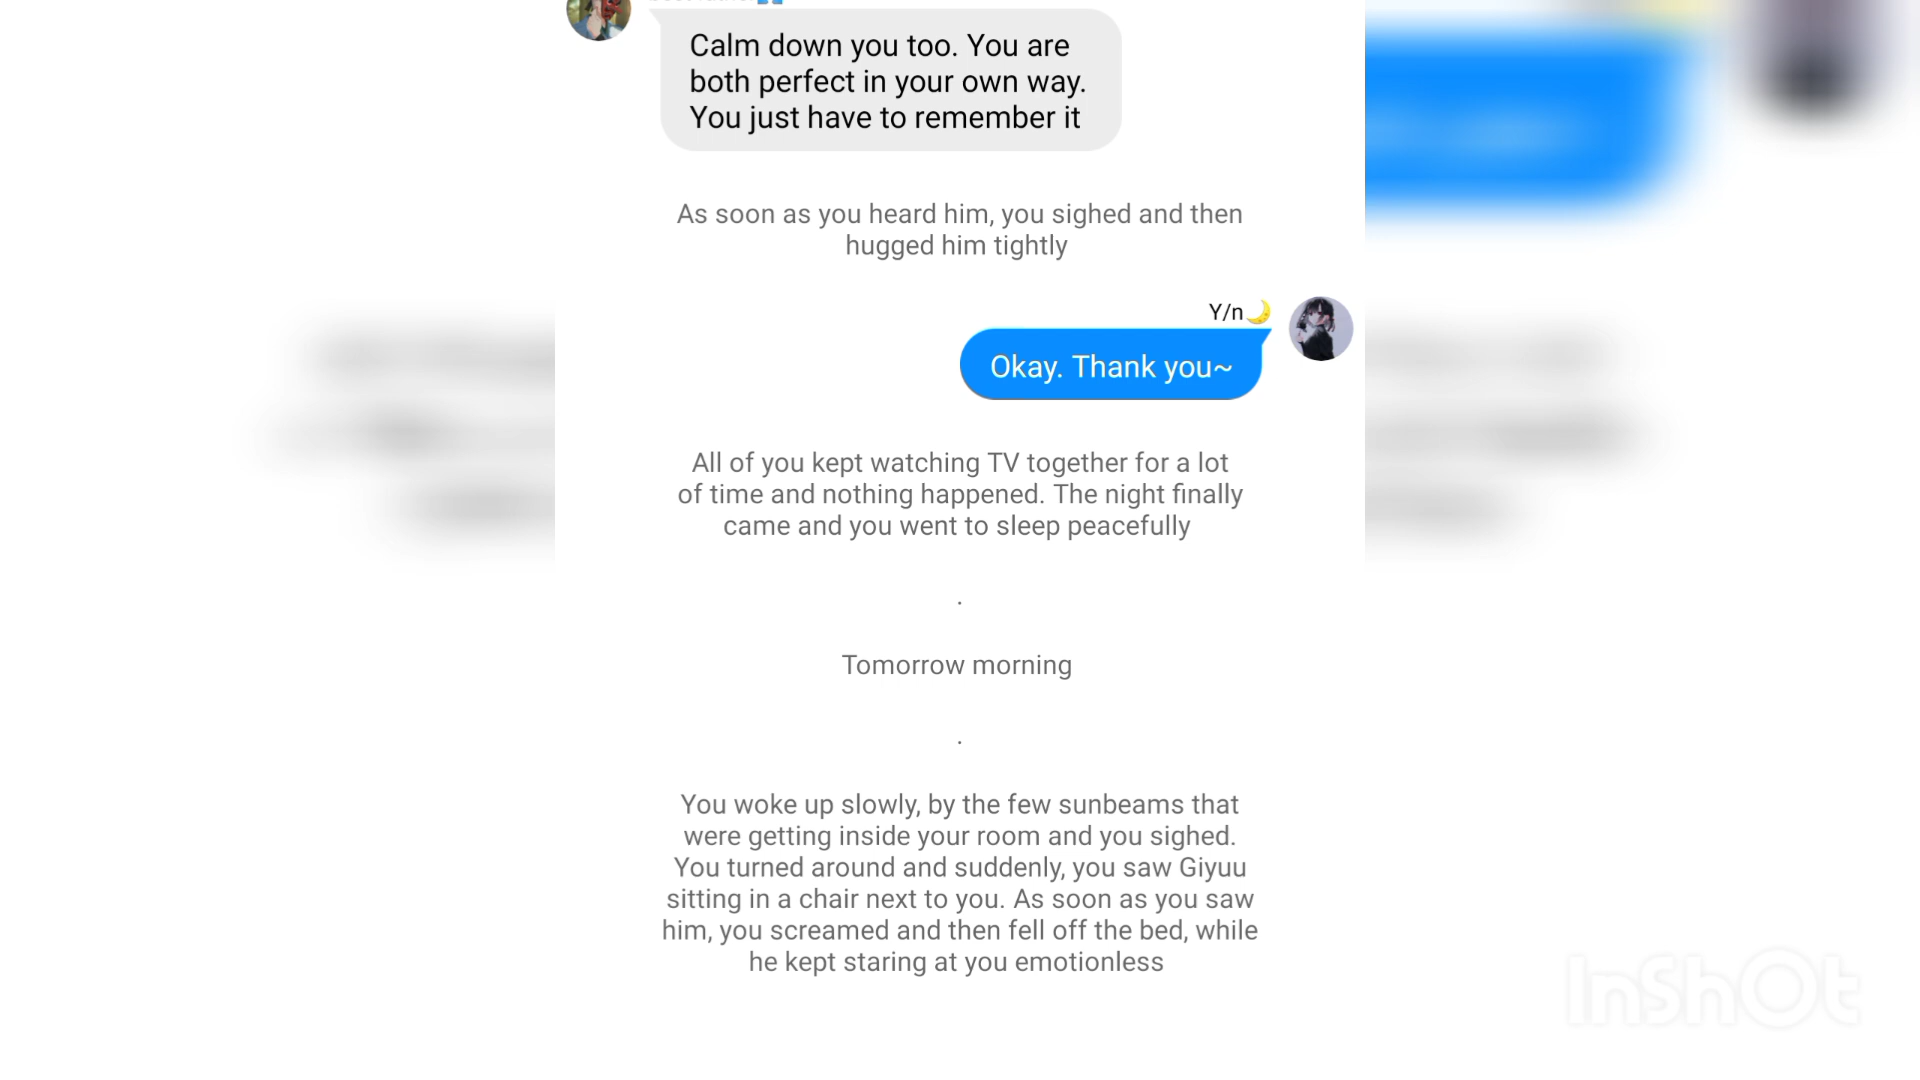 Calm down you too. You are
both perfect in your own way.
You just have to remember it
As soon as you heard him, you sighed and then
hugged him tightly
Y/n🌙
Okay. Thank you~
All of you kept watching TV together for a lot
of time and nothing happened. The night finally
came and you went to sleep peacefully
.
Tomorrow morning
.
You woke up slowly, by the few sunbeams that
were getting inside your room and you sighed.
You turned around and suddenly, you saw Giyuu
sitting in a chair next to you. As soon as you saw
him, you screamed and then fell off the bed, while
he kept staring at you emotionless
InShOt